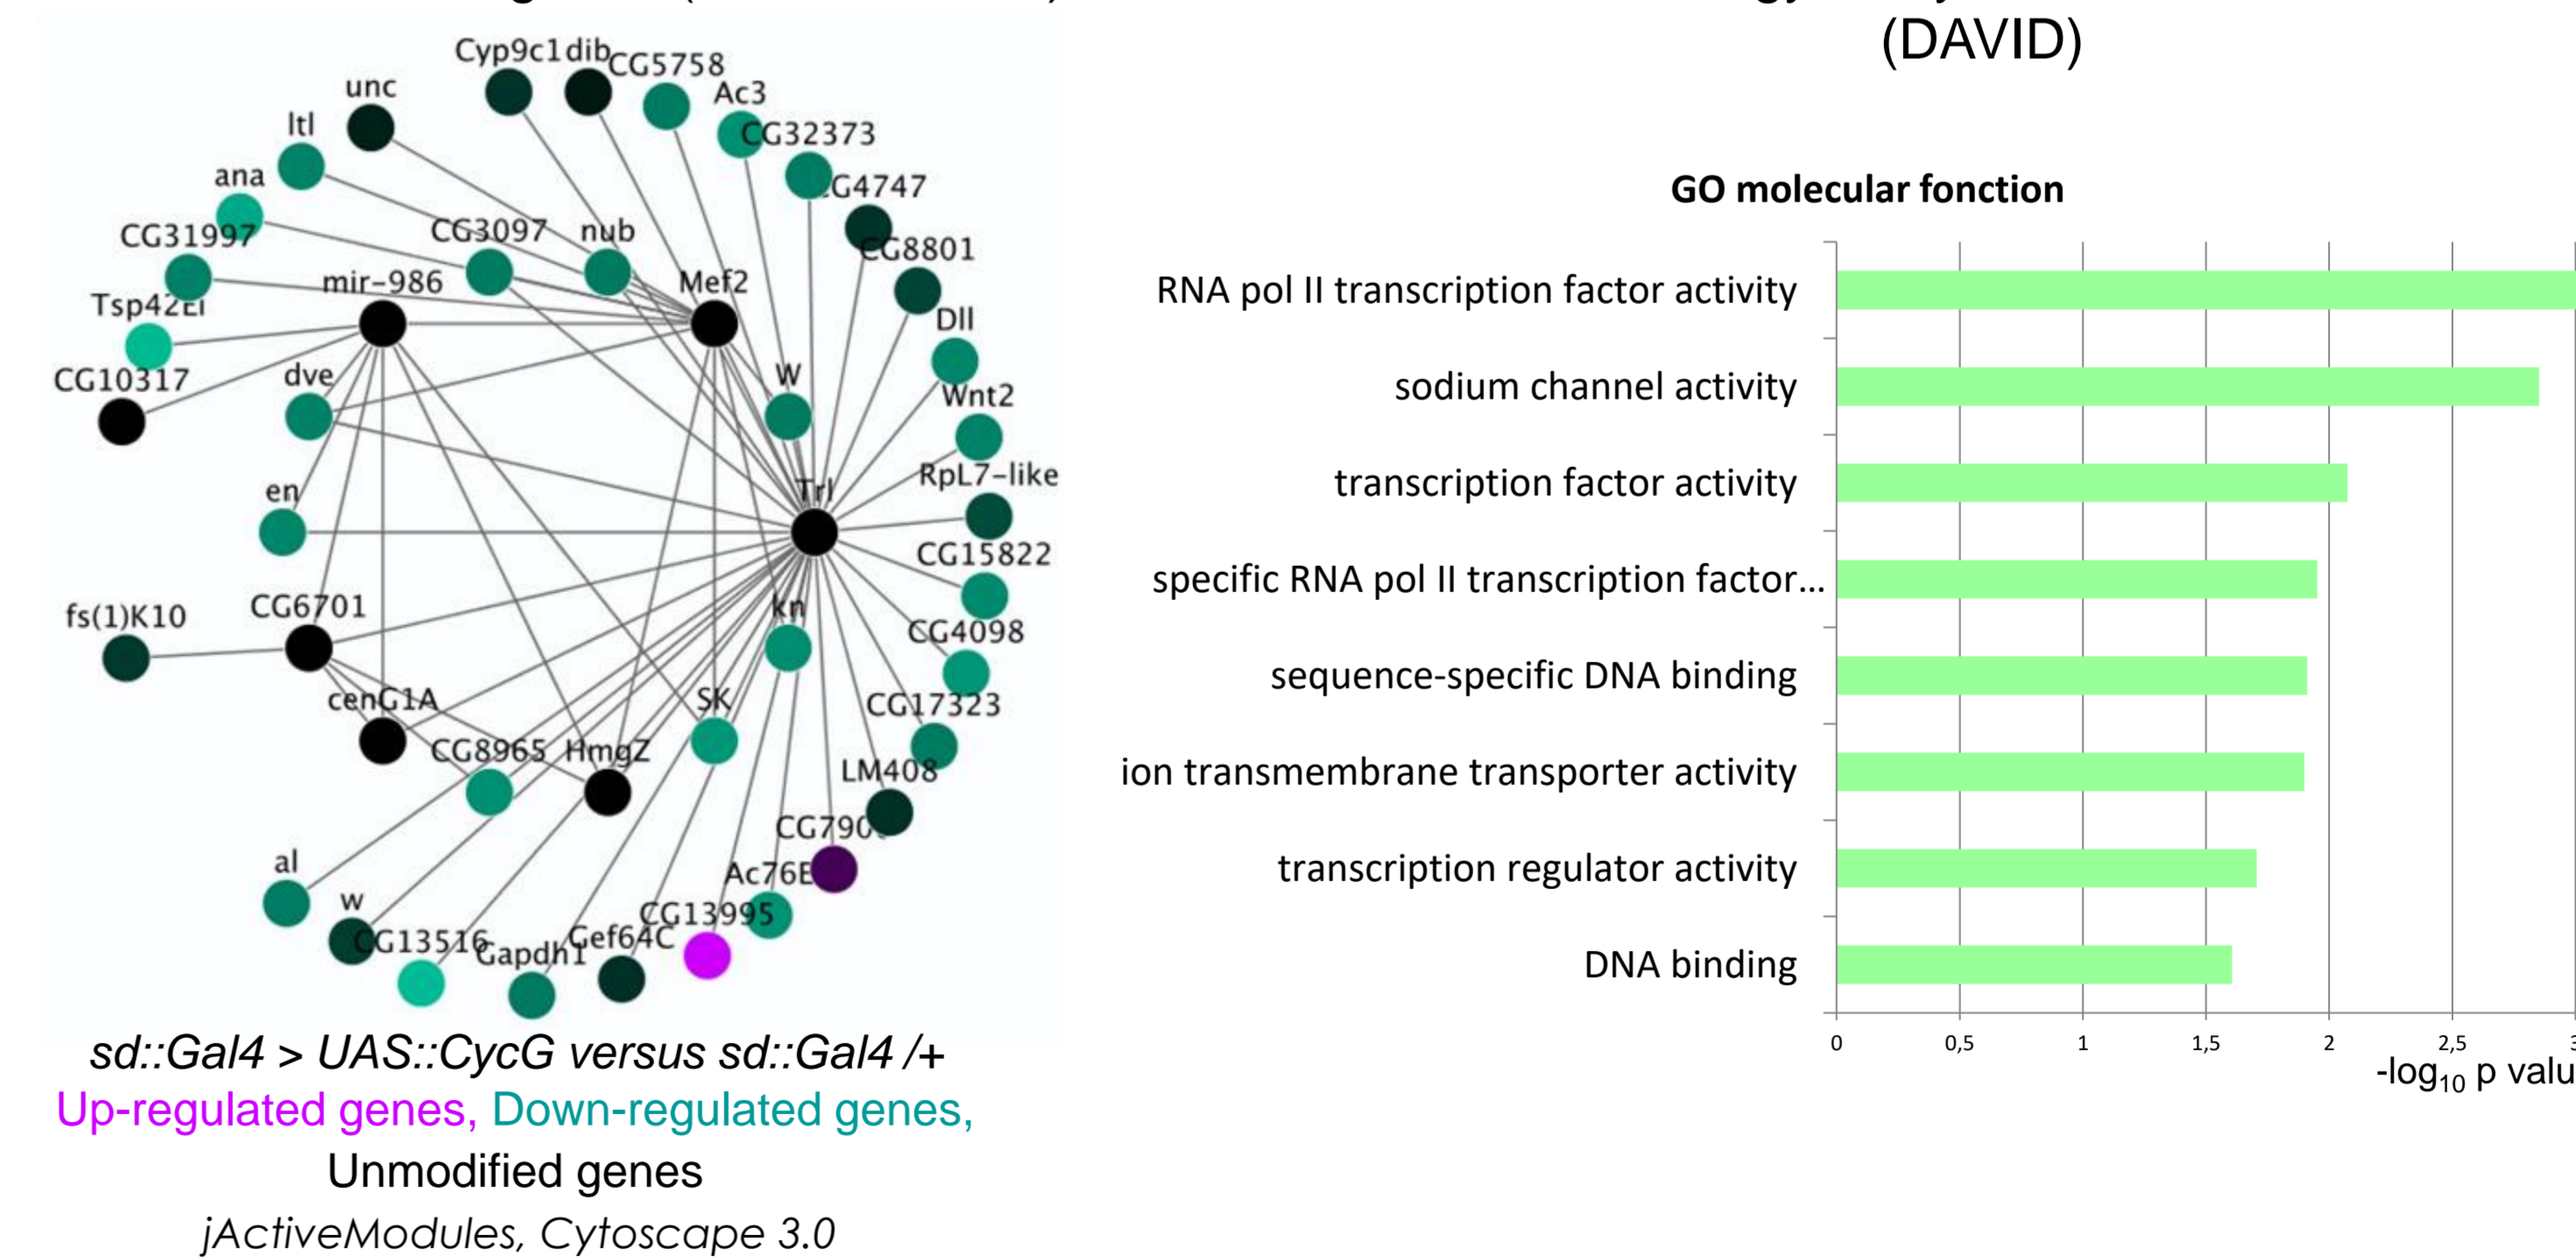 (DAVID)
Cyp9c1
dib
CG5758
unc
Ac3
ltl
CG32373
ana
CG4747
CG31997
CG3097
nub
CG8801
mir-986
Mef2
Dll
CG10317
dve
W
Wnt2
RpL7-like
en
Trl
CG15822
fs(1)K10
CG6701
kn
CG4098
cenG1A
SK
CG17323
CG8965
HmgZ
LM408
al
w
CG13995
CG13516
Gapdh1
Gef64C
sd::Gal4 > UAS::CycG versus sd::Gal4 /+
Up-regulated genes, Down-regulated genes,
Unmodified genes
jActiveModules, Cytoscape 3.0
GO molecular fonction
RNA pol II transcription factor activity
sodium channel activity
transcription factor activity
specific RNA pol II transcription factor...
sequence-specific DNA binding
ion transmembrane transporter activity
transcription regulator activity
DNA binding
0 0,5 1 1,5 2 2,5 3
-log10 p valu